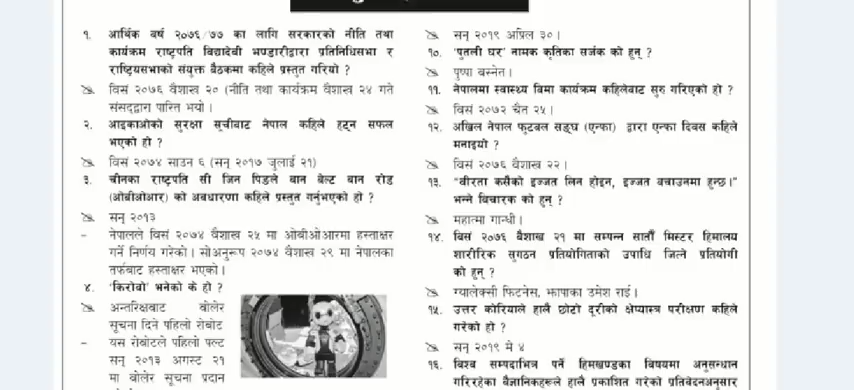 १. आर्थिक वर्ष २०७६/७७ का लागि सरकारको नीति तथा
कार्यक्रम राष्ट्रपति विद्यादेवी भण्डारीद्वारा प्रतिनिधिसभा र
राष्ट्रियसभाको संयुक्त बैठकमा कहिले प्रस्तुत गरियो ?
विसं २०७६ वैशाख २० (नीति तथा कार्यक्रम वैशाख २४ गते
संसद्द्वारा पारित भयो ।
२. आइकाओको सुरक्षा सूचीबाट नेपाल कहिले हट्न सफल
भएको हो ?
विसं २०७४ साउन ६ (सन् २०१७ जुलाई २१)
३. चीनका राष्ट्रपति सी जिन पिङले वान बेल्ट वान रोड
(ओबीओआर) को अवधारणा कहिले प्रस्तुत गर्नुभएको हो ?
सन् २०१३
– नेपालले विसं २०७४ वैशाख २५ मा ओबीओआरमा हस्ताक्षर
गर्ने निर्णय गरेको । सोअनुरूप २०७४ वैशाख २९ मा नेपालका
तर्फबाट हस्ताक्षर भएको ।
४. 'किरोबो' भनेको के हो ?
अन्तरिक्षबाट बोलेर
सूचना दिने पहिलो रोबोट
– यस रोबोटले पहिलो पल्ट
सन् २०१३ अगस्ट २१
मा बोलेर सूचना प्रदान
सन् २०१९ अप्रिल ३० ।
१०. 'पुतली घर' नामक कृतिका सर्जक को हुन् ?
पुष्पा बस्नेत ।
११. नेपालमा स्वास्थ्य बिमा कार्यक्रम कहिलेबाट सुरु गरिएको हो ?
विसं २०७२ चैत २५ ।
१२. अखिल नेपाल फुटबल सङ्घ (एन्फा) द्वारा एन्फा दिवस कहिले
मनाइयो ?
विसं २०७६ वैशाख २२ ।
१३. "वीरता कसैको इज्जत लिन होइन, इज्जत बचाउनमा हुन्छ ।"
भन्ने विचारक को हुन् ?
महात्मा गान्धी ।
१४. विसं २०७६ वैशाख २१ मा सम्पन्न सातौँ मिस्टर हिमालय
शारीरिक सुगठन प्रतियोगिताको उपाधि जित्ने प्रतियोगी
को हुन् ?
ग्यालेक्सी फिटनेस, झापाका उमेश राई ।
१५. उत्तर कोरियाले हालै छोटो दूरीको क्षेप्यास्त्र परीक्षण कहिले
गरेको हो ?
सन् २०१९ मे ४
१६. विश्व सम्पदाभित्र पर्ने हिमखण्डका विषयमा अनुसन्धान
गरिरहेका वैज्ञानिकहरूले हालै प्रकाशित गरेको प्रतिवेदनअनुसार